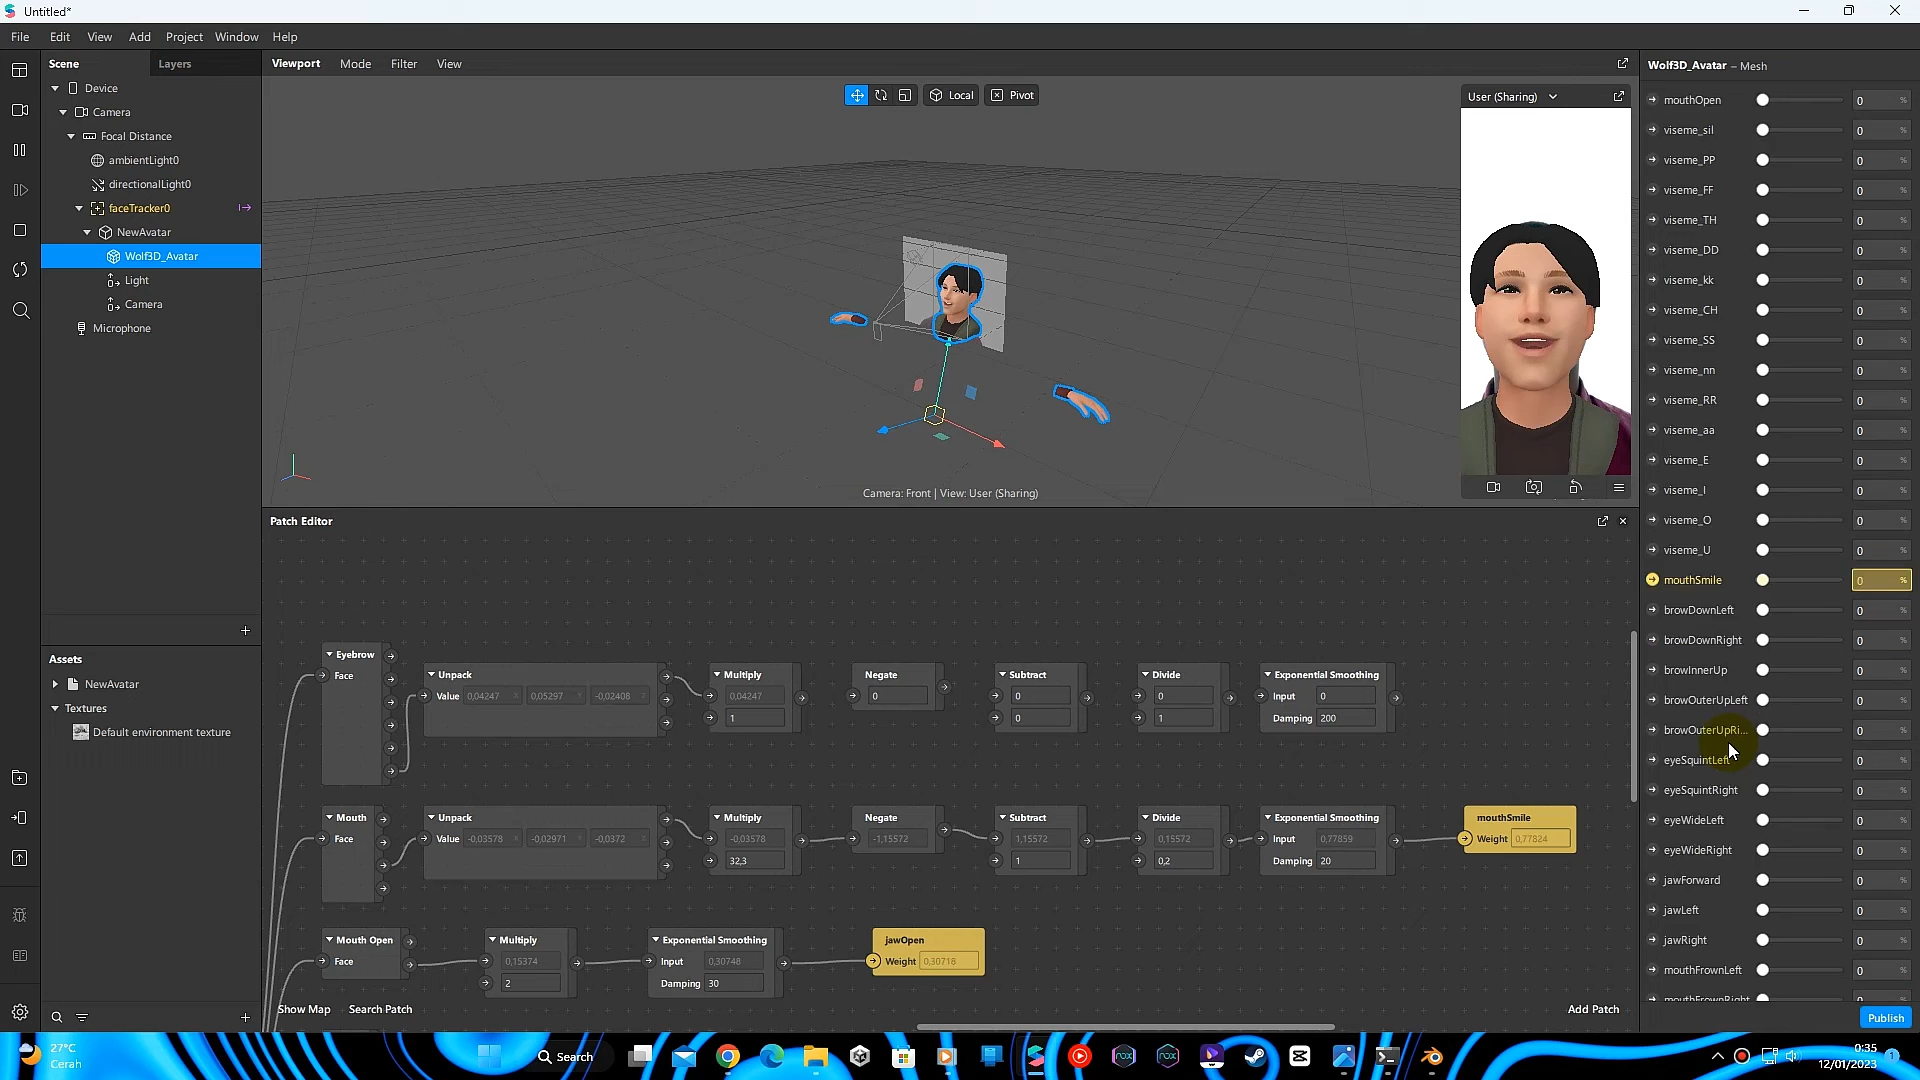 Untitled*
File Edit View Add Project Window Help
Scene Layers
Device
Camera
Focal Distance
ambientLight0
directionalLight0
faceTracker0
NewAvatar
Wolf3D_Avatar
Light
Camera
Microphone
Assets
NewAvatar
Textures
Default environment texture
Viewport Mode Filter View
Local Pivot
User (Sharing)
Camera: Front | View: User (Sharing)
Patch Editor
Eyebrow
Face
Unpack
Value 0,04247 X 0,05297 Y -0,02408 Z
Multiply
0,04247
1
Negate
0
Subtract
0
0
Divide
0
1
Exponential Smoothing
Input 0
Damping 200
Mouth
Face
Unpack
Value -0,03578 X -0,02971 Y -0,0372 Z
Multiply
-0,03578
32,3
Negate
-1,15572
Subtract
1,15572
1
Divide
0,15572
0,2
Exponential Smoothing
Input 0,77859
Damping 20
mouthSmile
Weight 0,77824
Mouth Open
Face
Multiply
0,15374
2
Exponential Smoothing
Input 0,30748
Damping 30
jawOpen
Weight 0,30718
Show Map Search Patch
Add Patch
Wolf3D_Avatar – Mesh
mouthOpen 0 %
viseme_sil 0 %
viseme_PP 0 %
viseme_FF 0 %
viseme_TH 0 %
viseme_DD 0 %
viseme_kk 0 %
viseme_CH 0 %
viseme_SS 0 %
viseme_nn 0 %
viseme_RR 0 %
viseme_aa 0 %
viseme_E 0 %
viseme_I 0 %
viseme_O 0 %
viseme_U 0 %
mouthSmile 0 %
browDownLeft 0 %
browDownRight 0 %
browInnerUp 0 %
browOuterUpLeft 0 %
browOuterUpRi... 0 %
eyeSquintLeft 0 %
eyeSquintRight 0 %
eyeWideLeft 0 %
eyeWideRight 0 %
jawForward 0 %
jawLeft 0 %
jawRight 0 %
mouthFrownLeft 0 %
mouthFrownRight 0 %
Publish
27°C
Cerah
Search
nox
nox
0:35
12/01/2023
1